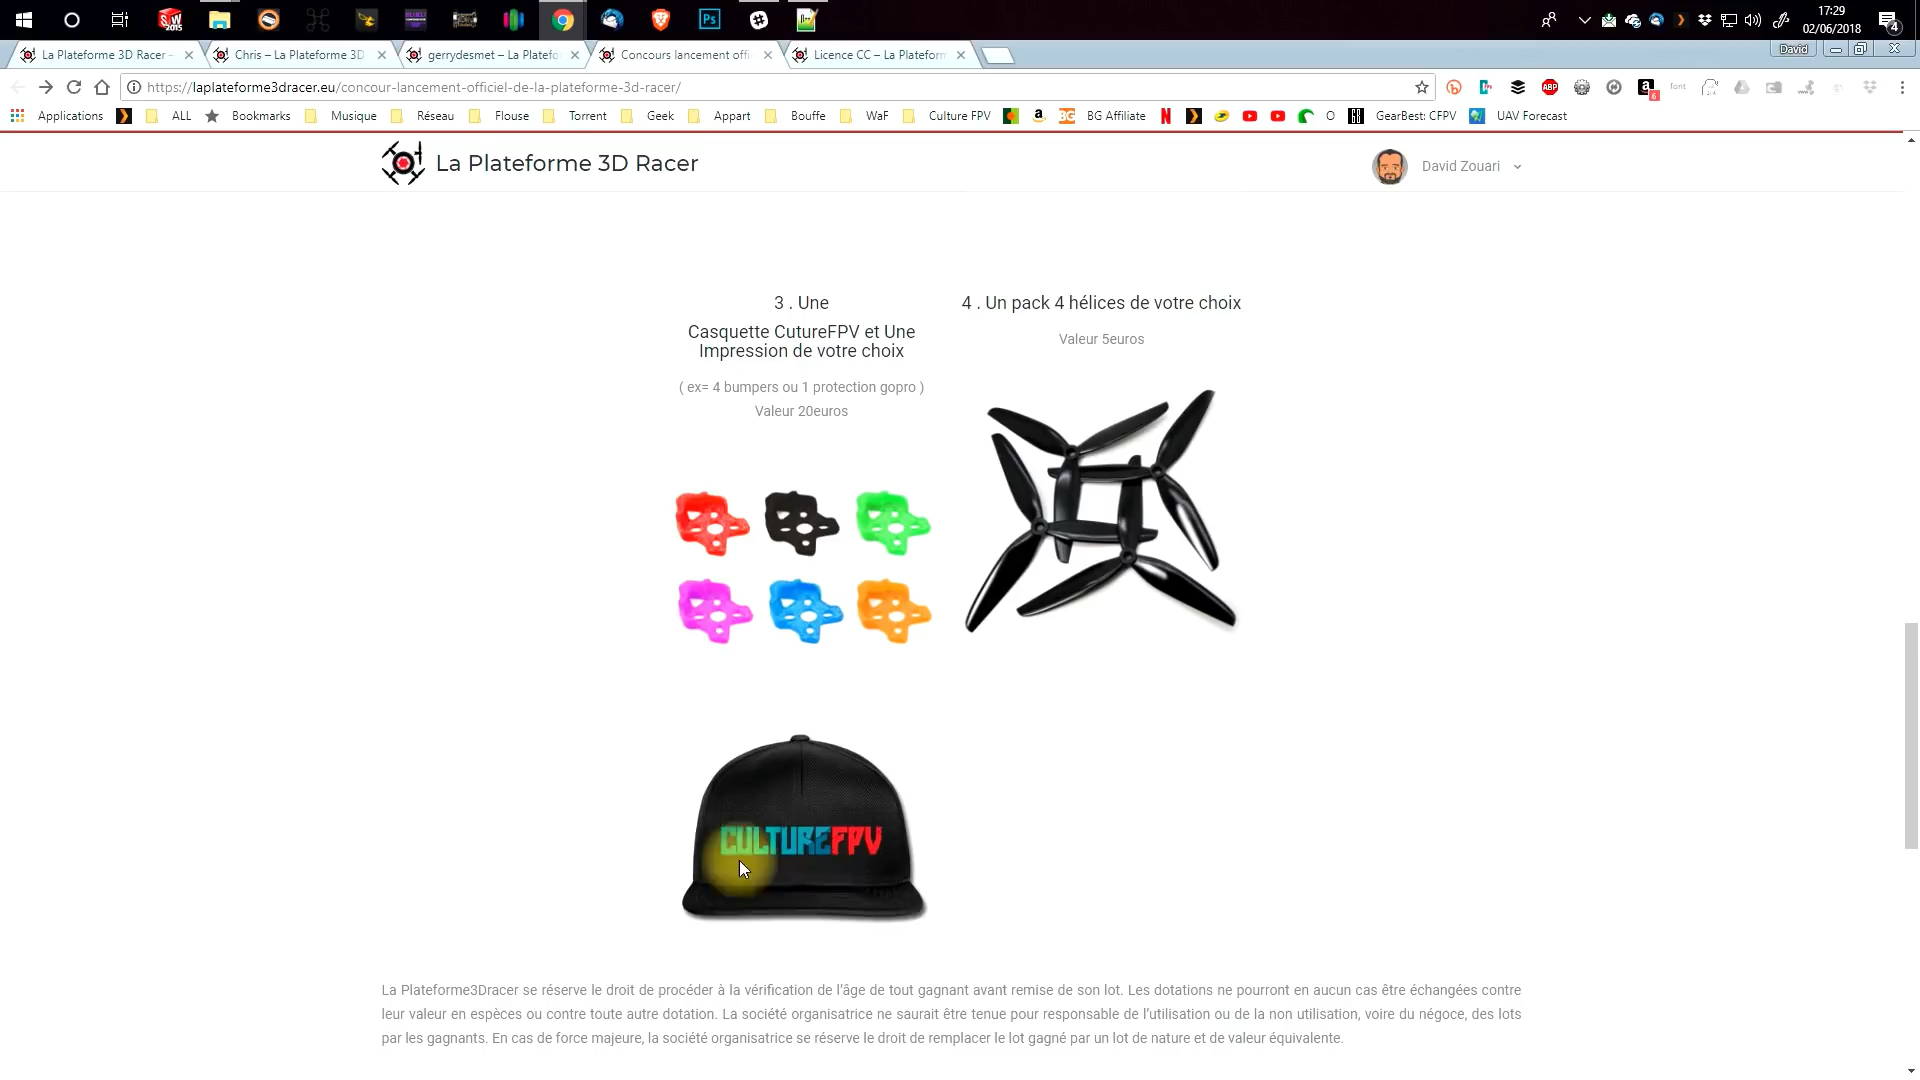 17:29
02/06/2018
4
La Plateforme 3D Racer –
Chris – La Plateforme 3D
gerrydesmet – La Platefo
Concours lancement offi
Licence CC – La Plateform
David
https://laplateforme3dracer.eu/concour-lancement-officiel-de-la-plateforme-3d-racer/
Applications
ALL
Bookmarks
Musique
Réseau
Flouse
Torrent
Geek
Appart
Bouffe
WaF
Culture FPV
BG Affiliate
O
GearBest: CFPV
UAV Forecast
La Plateforme 3D Racer
David Zouari
3 . Une
Casquette CutureFPV et Une
Impression de votre choix
( ex= 4 bumpers ou 1 protection gopro )
Valeur 20euros
4 . Un pack 4 hélices de votre choix
Valeur 5euros
CULTUREFPV
La Plateforme3Dracer se réserve le droit de procéder à la vérification de l'âge de tout gagnant avant remise de son lot. Les dotations ne pourront en aucun cas être échangées contre
leur valeur en espèces ou contre toute autre dotation. La société organisatrice ne saurait être tenue pour responsable de l'utilisation ou de la non utilisation, voire du négoce, des lots
par les gagnants. En cas de force majeure, la société organisatrice se réserve le droit de remplacer le lot gagné par un lot de nature et de valeur équivalente.